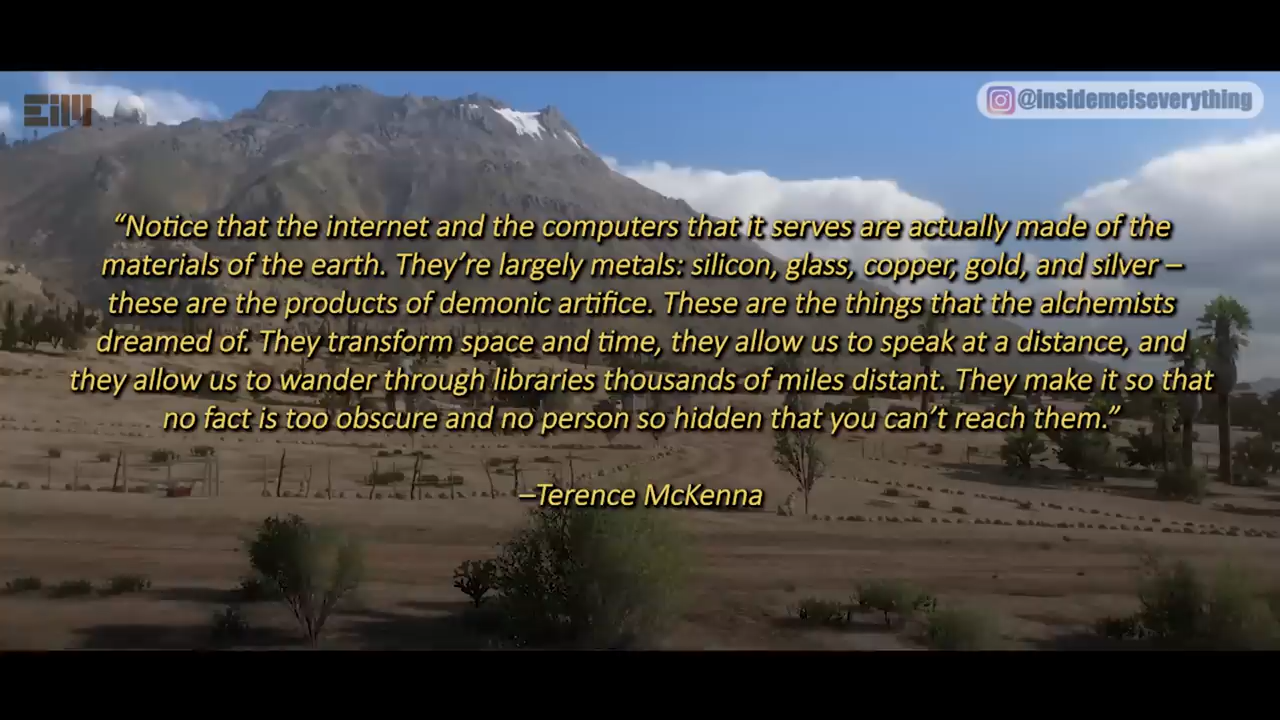 Eil4
@insidemeiseverything
“Notice that the internet and the computers that it serves are actually made of the
materials of the earth. They’re largely metals: silicon, glass, copper, gold, and silver –
these are the products of demonic artifice. These are the things that the alchemists
dreamed of. They transform space and time, they allow us to speak at a distance, and
they allow us to wander through libraries thousands of miles distant. They make it so that
no fact is too obscure and no person so hidden that you can’t reach them.”
–Terence McKenna